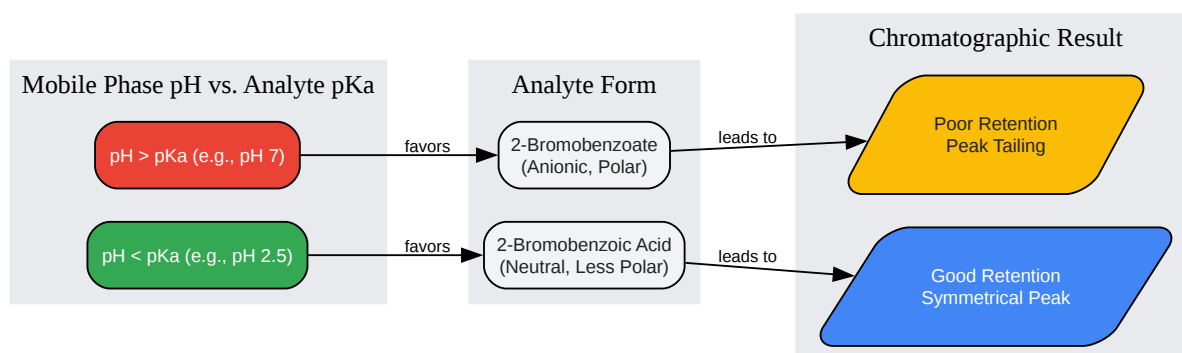 Mobile Phase pH vs. Analyte pKa
Analyte Form
Chromatographic Result
pH > pKa (e.g., pH 7)
favors
2-Bromobenzoate
(Anionic, Polar)
leads to
Poor Retention
Peak Tailing
pH < pKa (e.g., pH 2.5)
favors
2-Bromobenzoic Acid
(Neutral, Less Polar)
leads to
Good Retention
Symmetrical Peak